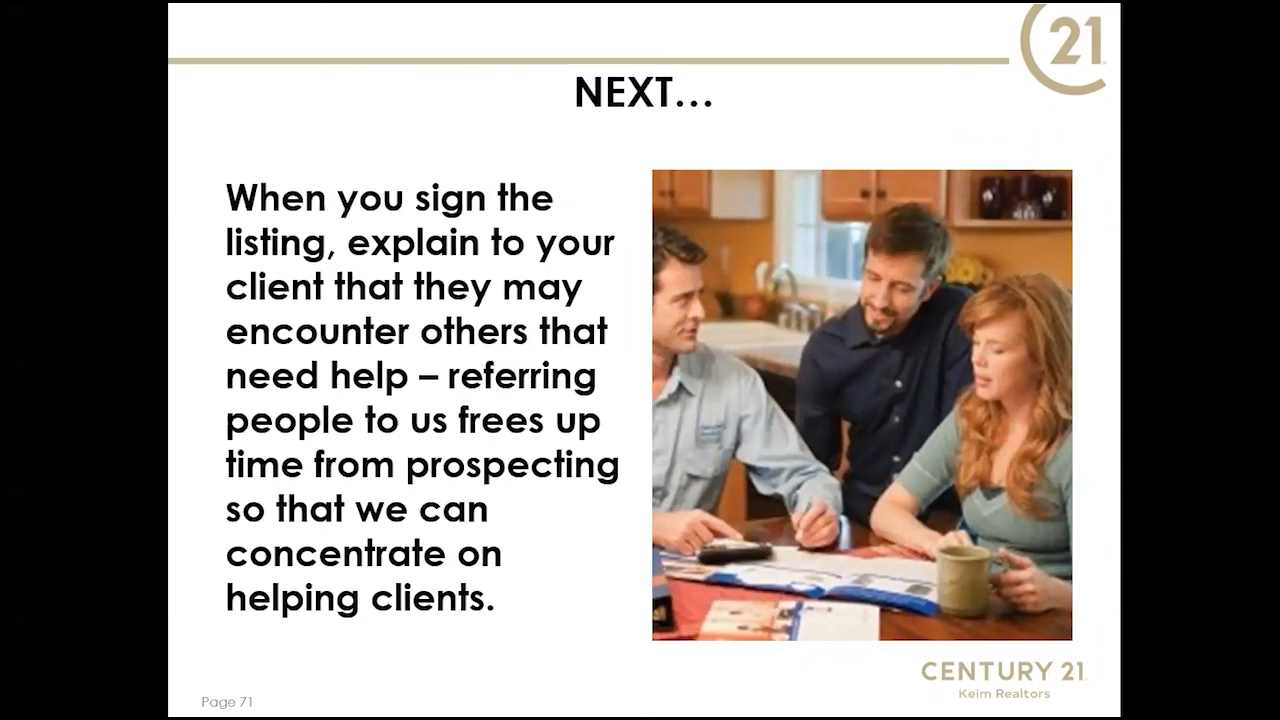 21
NEXT…
When you sign the
listing, explain to your
client that they may
encounter others that
need help – referring
people to us frees up
time from prospecting
so that we can
concentrate on
helping clients.
CENTURY 21
Keim Realtors
Page 71